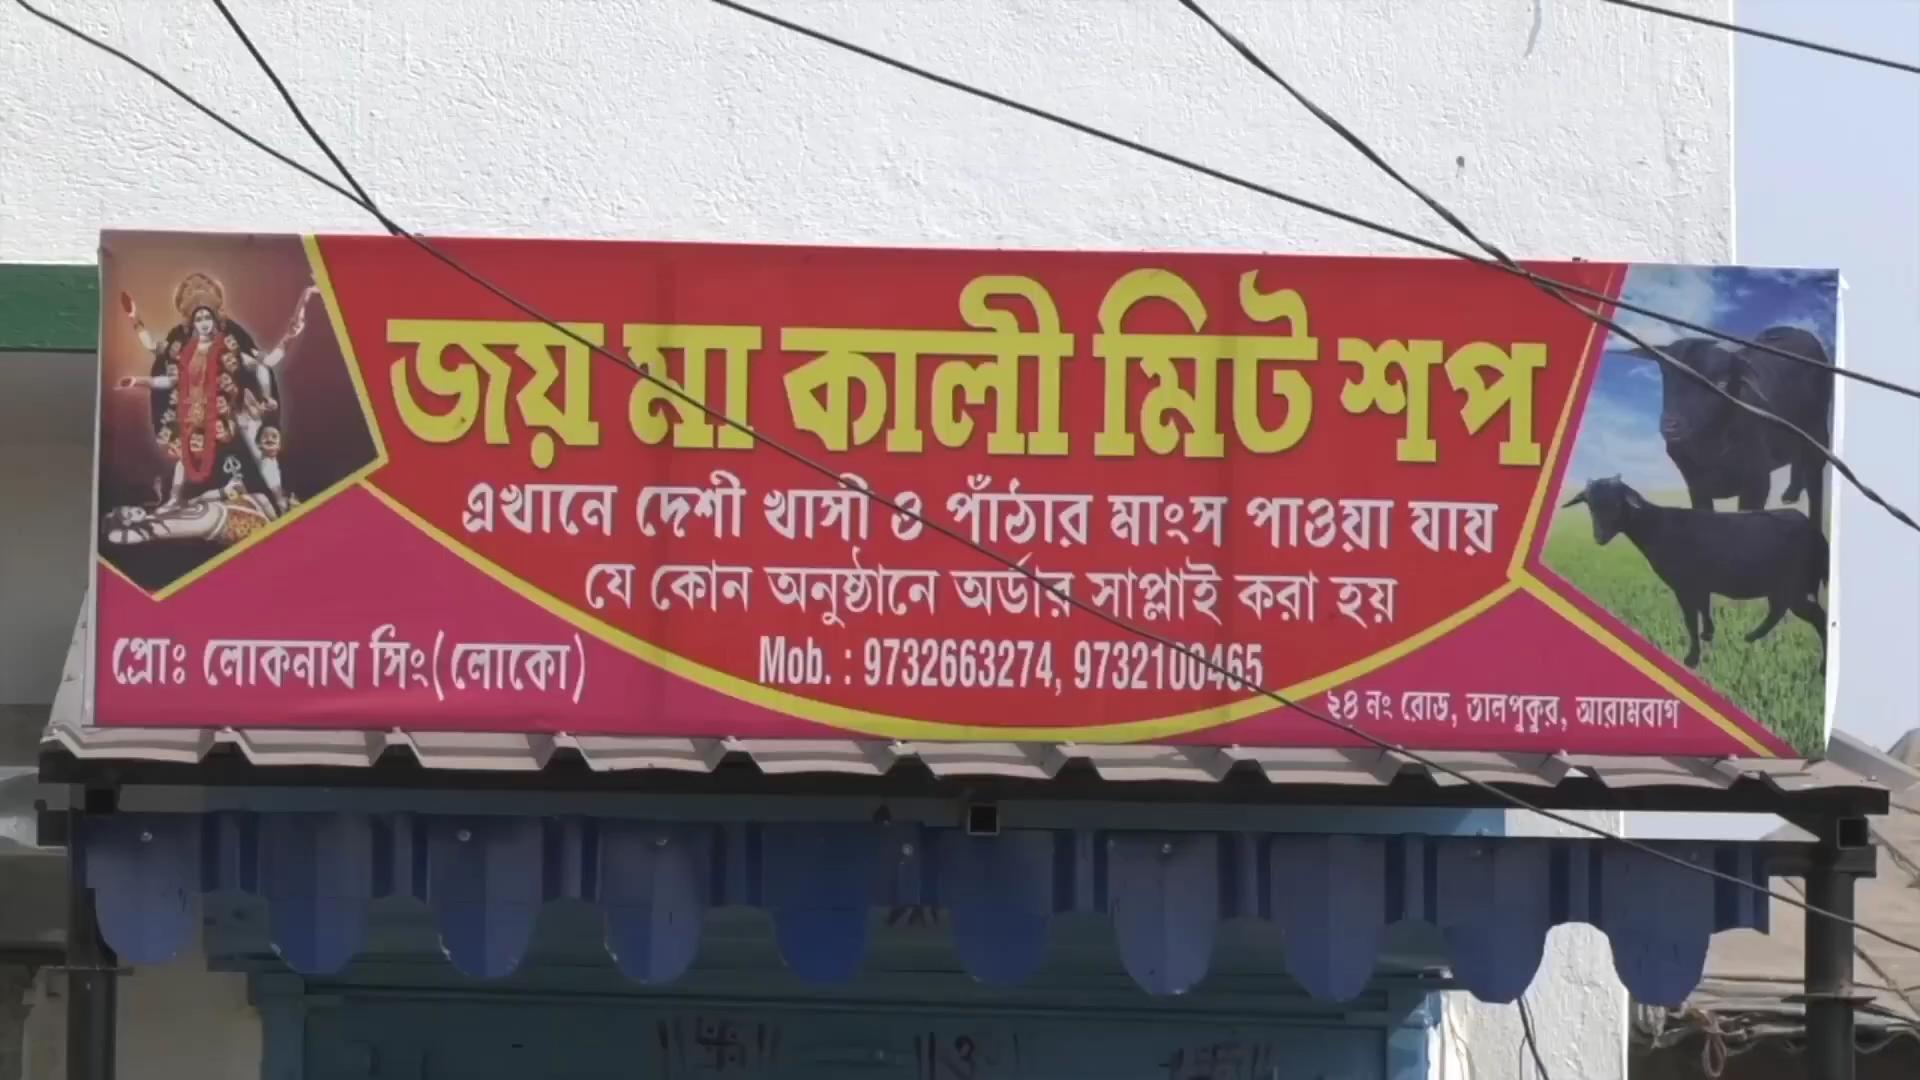 জয় মা কালী মিট শপ
এখানে দেশী খাসী ও পাঁঠার মাংস পাওয়া যায়
যে কোন অনুষ্ঠানে অর্ডার সাপ্লাই করা হয়
Mob. : 9732663274, 9732100465
প্রোঃ লোকনাথ সিং(লোকো)
২৪ নং রোড, তালপুকুর, আরামবাগ